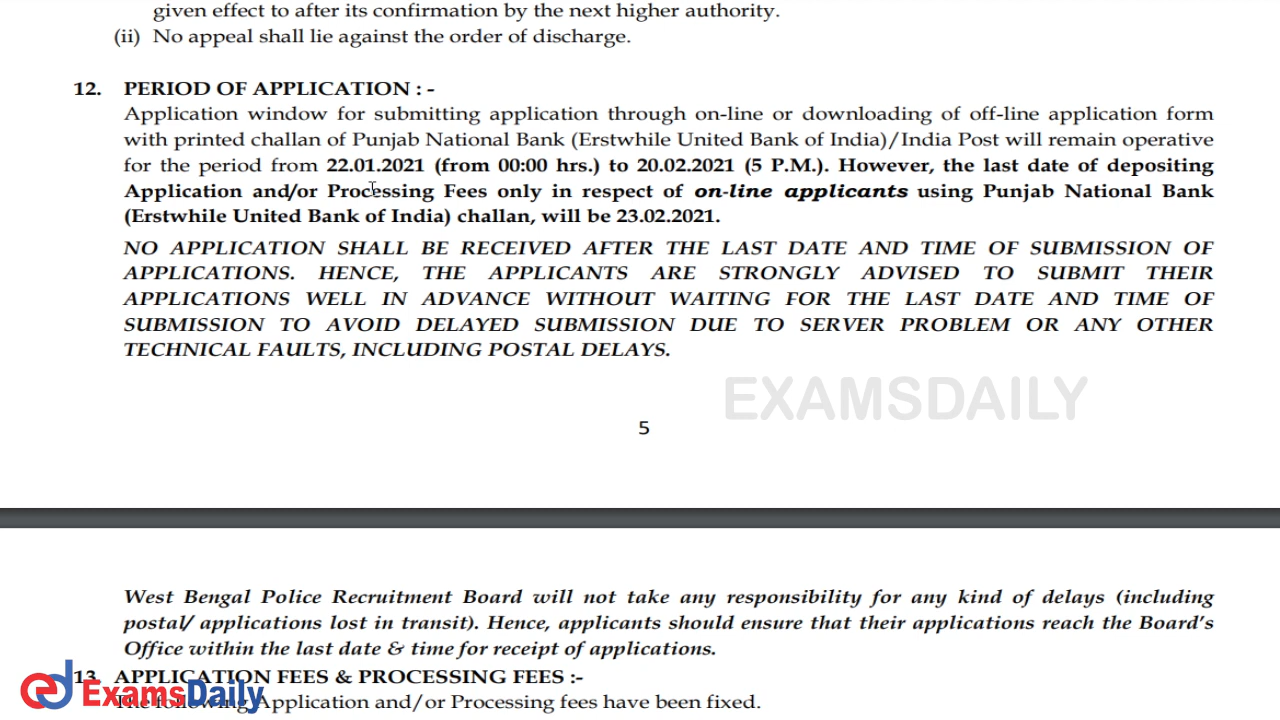 given effect to after its confirmation by the next higher authority.
(ii) No appeal shall lie against the order of discharge.
12. PERIOD OF APPLICATION : -
Application window for submitting application through on-line or downloading of off-line application form
with printed challan of Punjab National Bank (Erstwhile United Bank of India)/India Post will remain operative
for the period from 22.01.2021 (from 00:00 hrs.) to 20.02.2021 (5 P.M.). However, the last date of depositing
Application and/or Processing Fees only in respect of on-line applicants using Punjab National Bank
(Erstwhile United Bank of India) challan, will be 23.02.2021.
NO APPLICATION SHALL BE RECEIVED AFTER THE LAST DATE AND TIME OF SUBMISSION OF
APPLICATIONS. HENCE, THE APPLICANTS ARE STRONGLY ADVISED TO SUBMIT THEIR
APPLICATIONS WELL IN ADVANCE WITHOUT WAITING FOR THE LAST DATE AND TIME OF
SUBMISSION TO AVOID DELAYED SUBMISSION DUE TO SERVER PROBLEM OR ANY OTHER
TECHNICAL FAULTS, INCLUDING POSTAL DELAYS.
EXAMSDAILY
5
West Bengal Police Recruitment Board will not take any responsibility for any kind of delays (including
postal/ applications lost in transit). Hence, applicants should ensure that their applications reach the Board's
Office within the last date & time for receipt of applications.
13. APPLICATION FEES & PROCESSING FEES :-
ed ExamsDaily
The following Application and/or Processing fees have been fixed.